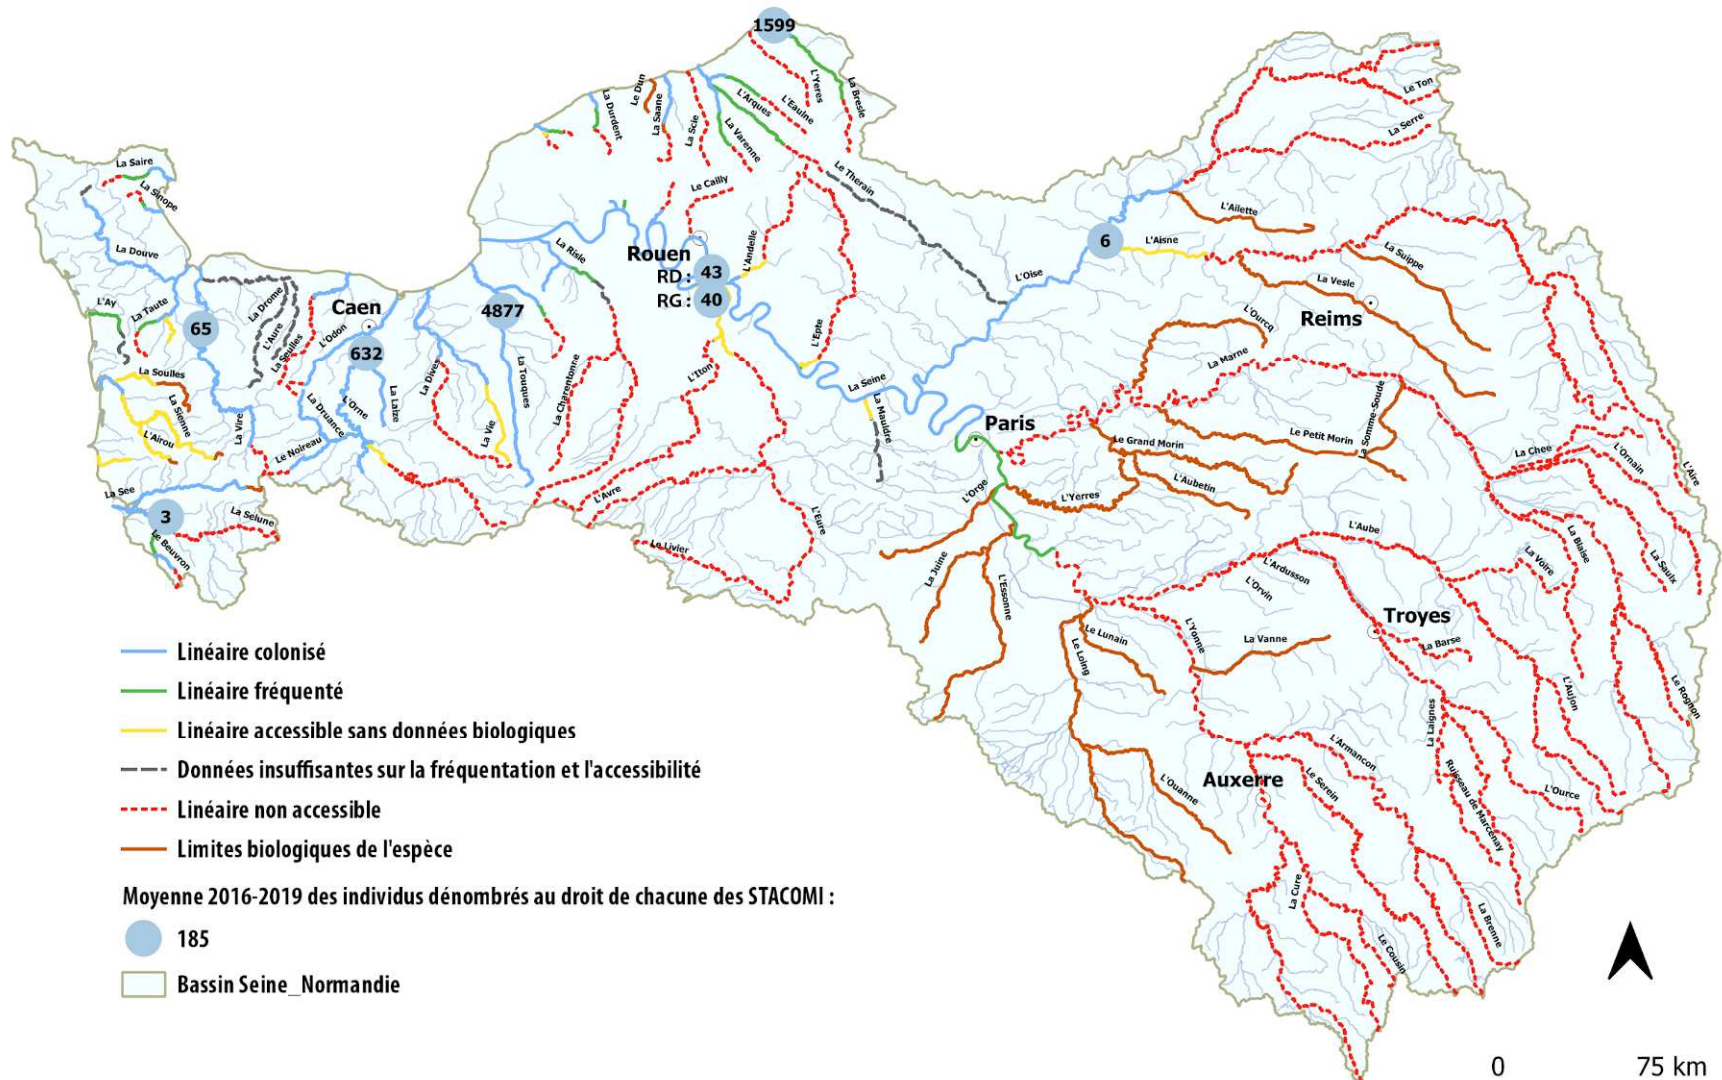 1599
La Saire
La Sinope
La Douve
L'Ay
La Taute
65
La Soulles
La Sienne
L'Airou
La Vire
La See
3
La Selune
Le Beuvron
La Drome
L'Aure
La Seulles
Caen
L'Odon
632
L'Orne
La Laize
La Druance
Le Noireau
La Dives
La Vie
4877
La Touques
La Risle
La Charentonne
La Durdent
Le Dun
La Saane
La Scie
L'Arques
La Varenne
L'Eaulne
L'Yeres
La Bresle
Le Cailly
Le Therain
Rouen
RD : 43
RG : 40
L'Andelle
L'Epte
L'Iton
L'Avre
L'Eure
Le Livier
La Seine
La Mauldre
L'Oise
6
L'Aisne
L'Ailette
Le Ton
La Serre
La Suippe
La Vesle
Reims
L'Ourcq
La Marne
Paris
Le Grand Morin
Le Petit Morin
La Somme-Soude
L'Aubetin
L'Yerres
L'Orge
La Juine
L'Essonne
La Chee
L'Ornain
L'Aire
La Saulx
La Blaise
La Voire
L'Aube
L'Ardusson
L'Orvin
Troyes
La Barse
La Vanne
L'Yonne
Le Lunain
Le Loing
L'Ouanne
Auxerre
L'Armancon
Le Serein
La Laignes
Ruisseau de Marcenay
L'Ource
L'Aujon
Le Rognon
La Cure
Le Cousin
La Brenne
Linéaire colonisé
Linéaire fréquenté
Linéaire accessible sans données biologiques
Données insuffisantes sur la fréquentation et l'accessibilité
Linéaire non accessible
Limites biologiques de l'espèce
Moyenne 2016-2019 des individus dénombrés au droit de chacune des STACOMI :
185
Bassin Seine_Normandie
0 75 km